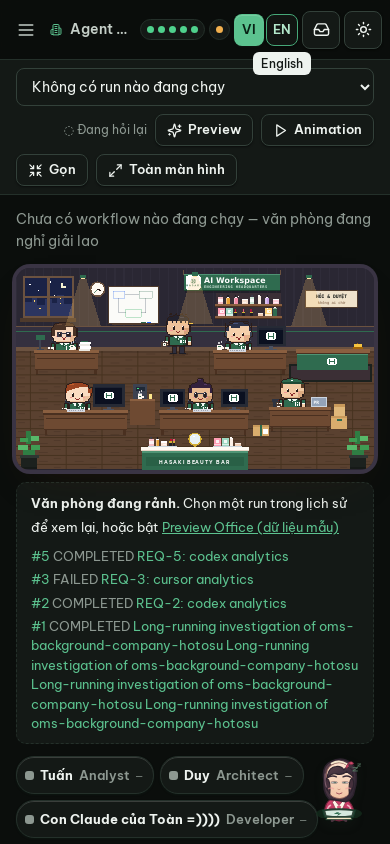 Agent ...
VI
EN
English
Không có run nào đang chạy
Đang hỏi lại
Preview
Animation
Gọn
Toàn màn hình
Chưa có workflow nào đang chạy — văn phòng đang
nghỉ giải lao
AI Workspace
HASAKI BEAUTY BAR
Văn phòng đang rảnh. Chọn một run trong lịch sử
để xem lại, hoặc bật Preview Office (dữ liệu mẫu)
#5 COMPLETED REQ-5: codex analytics
#3 FAILED REQ-3: cursor analytics
#2 COMPLETED REQ-2: codex analytics
#1 COMPLETED Long-running investigation of oms-
background-company-hotosu Long-running
investigation of oms-background-company-hotosu
Long-running investigation of oms-background-
company-hotosu Long-running investigation of
oms-background-company-hotosu
Tuấn Analyst –
Duy Architect –
Con Claude của Toàn =)))) Developer –